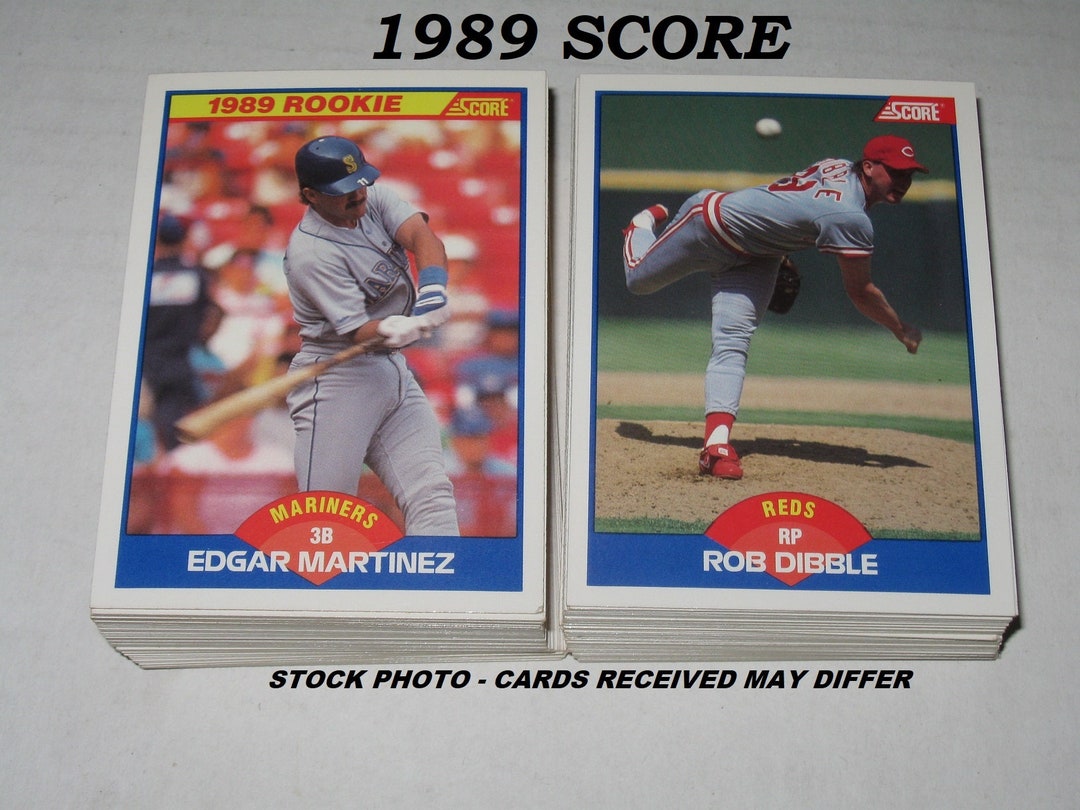 1989 SCORE
1989 ROOKIE
SCORE
S
MARINERS
3B
EDGAR MARTINEZ
SCORE
C
REDS
RP
ROB DIBBLE
STOCK PHOTO - CARDS RECEIVED MAY DIFFER